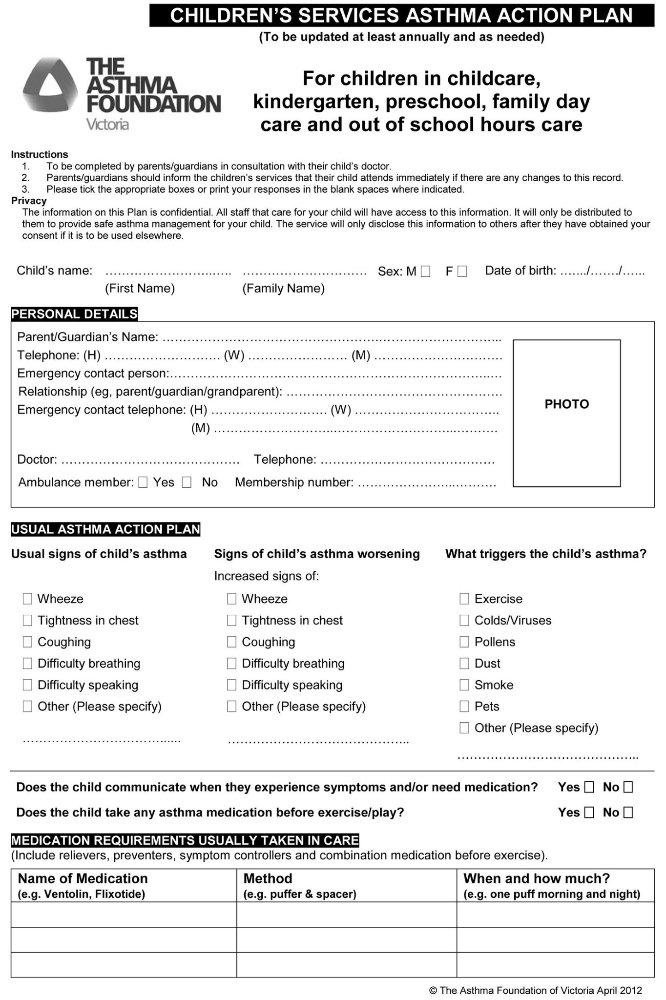 CHILDREN'S SERVICES ASTHMA ACTION PLAN
(To be updated at least annually and as needed)
THE
ASTHMA
FOUNDATION
Victoria
For children in childcare,
kindergarten, preschool, family day
care and out of school hours care
Instructions
1. To be completed by parents/guardians in consultation with their child's doctor.
2. Parents/guardians should inform the children's services that their child attends immediately if there are any changes to this record.
3. Please tick the appropriate boxes or print your responses in the blank spaces where indicated.
Privacy
The information on this Plan is confidential. All staff that care for your child will have access to this information. It will only be distributed to
them to provide safe asthma management for your child. The service will only disclose this information to others after they have obtained your
consent if it is to be used elsewhere.
Child's name: ............................ ............................ Sex: M ☐ F ☐ Date of birth: ......./......./......
(First Name) (Family Name)
PERSONAL DETAILS
Parent/Guardian's Name: ............................................................
Telephone: (H) ............................ (W) ........................ (M) ............................
Emergency contact person:............................................................
Relationship (eg, parent/guardian/grandparent): ............................................
Emergency contact telephone: (H) ............................ (W) ............................
(M) ............................................................
PHOTO
Doctor: ........................................ Telephone: ........................................
Ambulance member: ☐ Yes ☐ No Membership number: ................................
USUAL ASTHMA ACTION PLAN
Usual signs of child's asthma
☐ Wheeze
☐ Tightness in chest
☐ Coughing
☐ Difficulty breathing
☐ Difficulty speaking
☐ Other (Please specify)
........................................
Signs of child's asthma worsening
Increased signs of:
☐ Wheeze
☐ Tightness in chest
☐ Coughing
☐ Difficulty breathing
☐ Difficulty speaking
☐ Other (Please specify)
........................................
What triggers the child's asthma?
☐ Exercise
☐ Colds/Viruses
☐ Pollens
☐ Dust
☐ Smoke
☐ Pets
☐ Other (Please specify)
........................................
Does the child communicate when they experience symptoms and/or need medication? Yes ☐ No ☐
Does the child take any asthma medication before exercise/play? Yes ☐ No ☐
MEDICATION REQUIREMENTS USUALLY TAKEN IN CARE
(Include relievers, preventers, symptom controllers and combination medication before exercise).
Name of Medication Method When and how much?
(e.g. Ventolin, Flixotide) (e.g. puffer & spacer) (e.g. one puff morning and night)
© The Asthma Foundation of Victoria April 2012